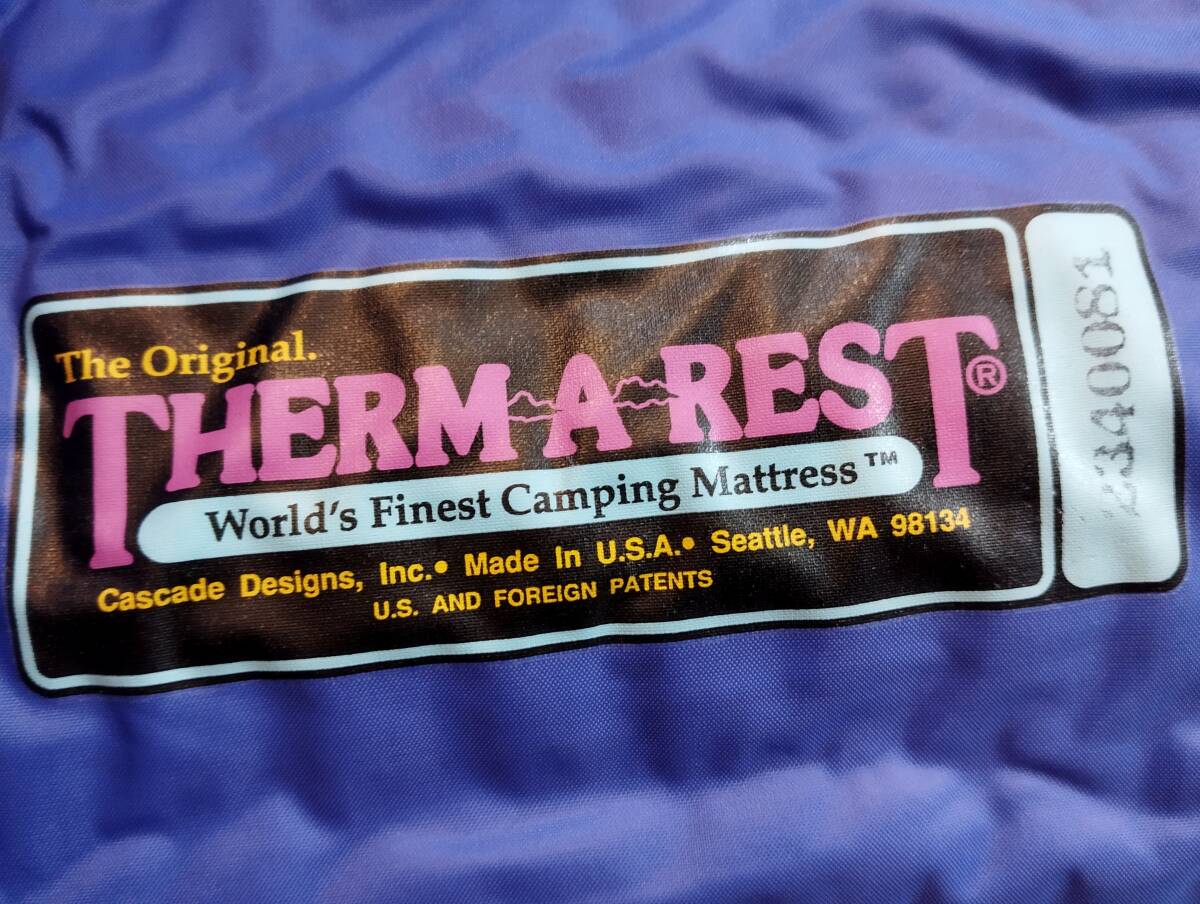 The Original.
THERM-A-REST®
World's Finest Camping Mattress™
Cascade Designs, Inc.• Made In U.S.A.• Seattle, WA 98134
U.S. AND FOREIGN PATENTS
2340081